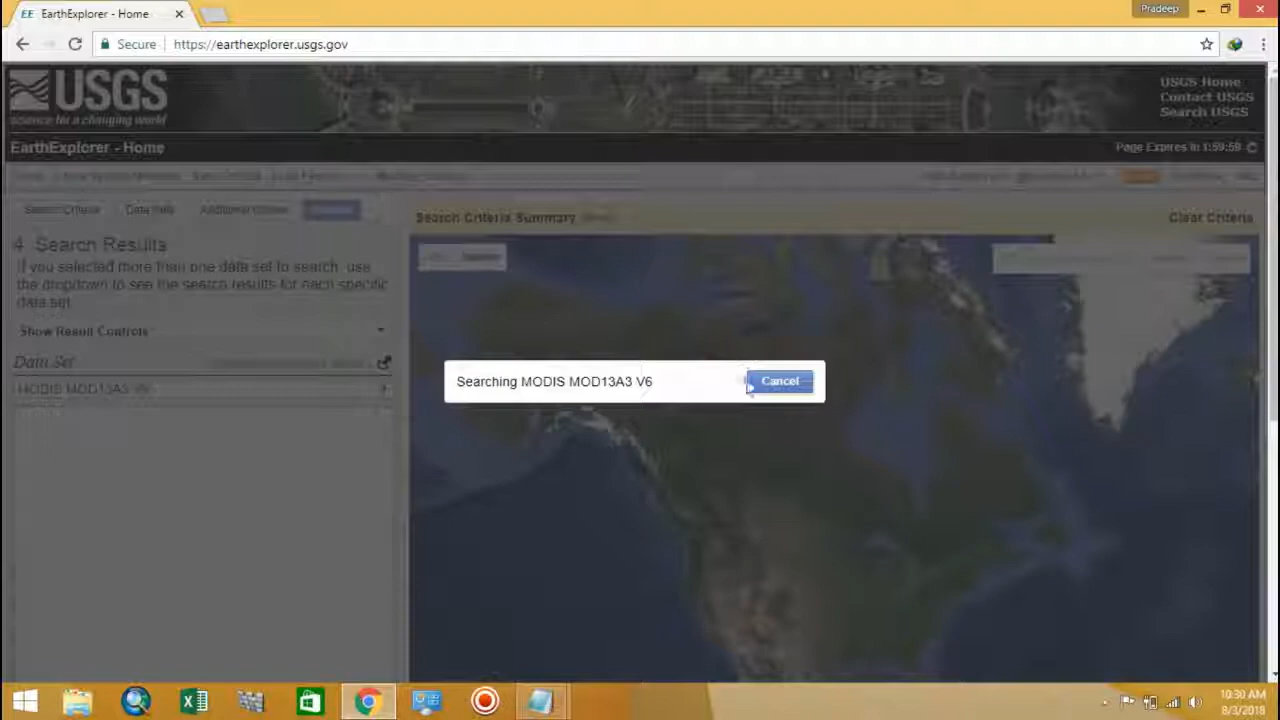 EarthExplorer - Home
Pradeep
Secure
https://earthexplorer.usgs.gov
USGS
science for a changing world
USGS Home
Contact USGS
Search USGS
EarthExplorer - Home
Page Expires In 1:59:59
Search Criteria
Data Sets
Additional Criteria
Search Criteria Summary
Clear Criteria
4. Search Results
If you selected more than one data set to search, use
the dropdown to see the search results for each specific
data set.
Show Result Controls
Data Set
MODIS MOD13A3 V6
Searching MODIS MOD13A3 V6
Cancel
10:30 AM
8/3/2018